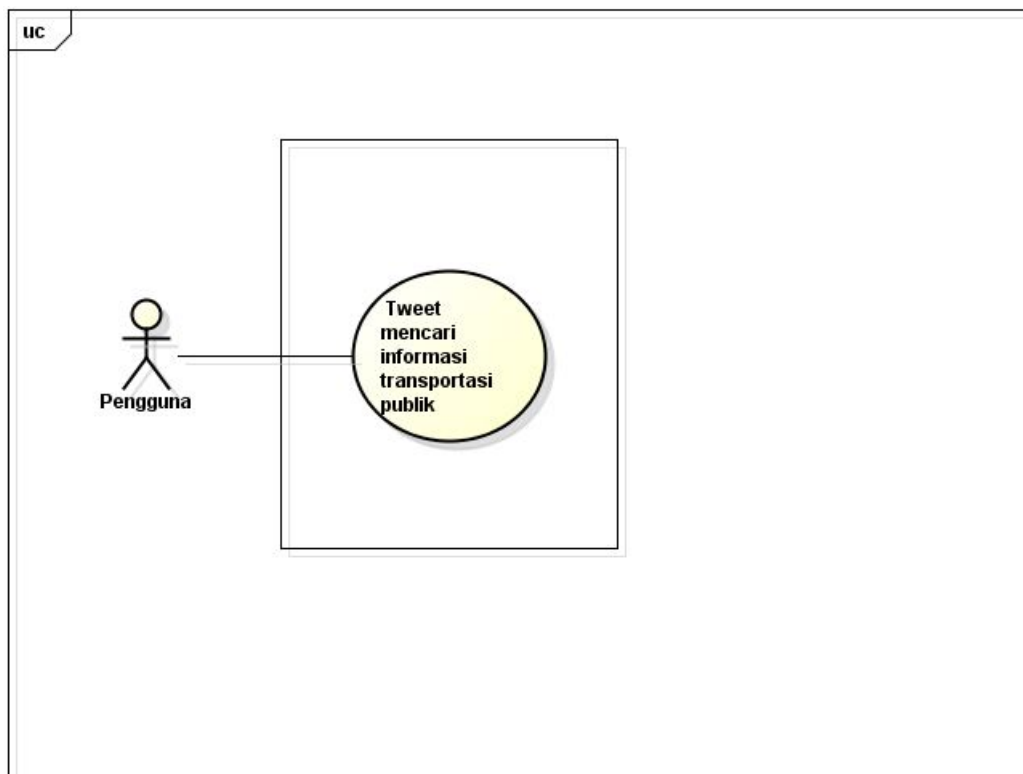 uc
Tweet
mencari
informasi
transportasi
publik
Pengguna